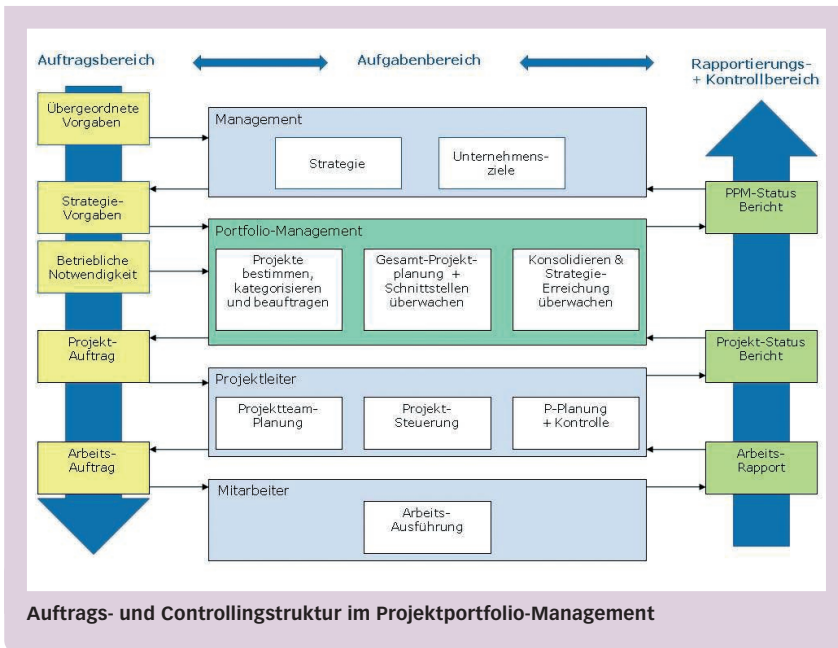 Auftragsbereich
Aufgabenbereich
Rapportierungs-
+ Kontrollbereich
Übergeordnete
Vorgaben
Management
Strategie
Unternehmens-
ziele
Strategie-
Vorgaben
PPM-Status
Bericht
Portfolio-Management
Betriebliche
Notwendigkeit
Projekte
bestimmen,
kategorisieren
und beauftragen
Gesamt-Projekt-
planung +
Schnittstellen
überwachen
Konsolidieren &
Strategie-
Erreichung
überwachen
Projekt-
Auftrag
Projekt-Status
Bericht
Projektleiter
Projektteam-
Planung
Projekt-
Steuerung
P-Planung
+ Kontrolle
Arbeits-
Auftrag
Arbeits-
Rapport
Mitarbeiter
Arbeits-
Ausführung
Auftrags- und Controllingstruktur im Projektportfolio-Management